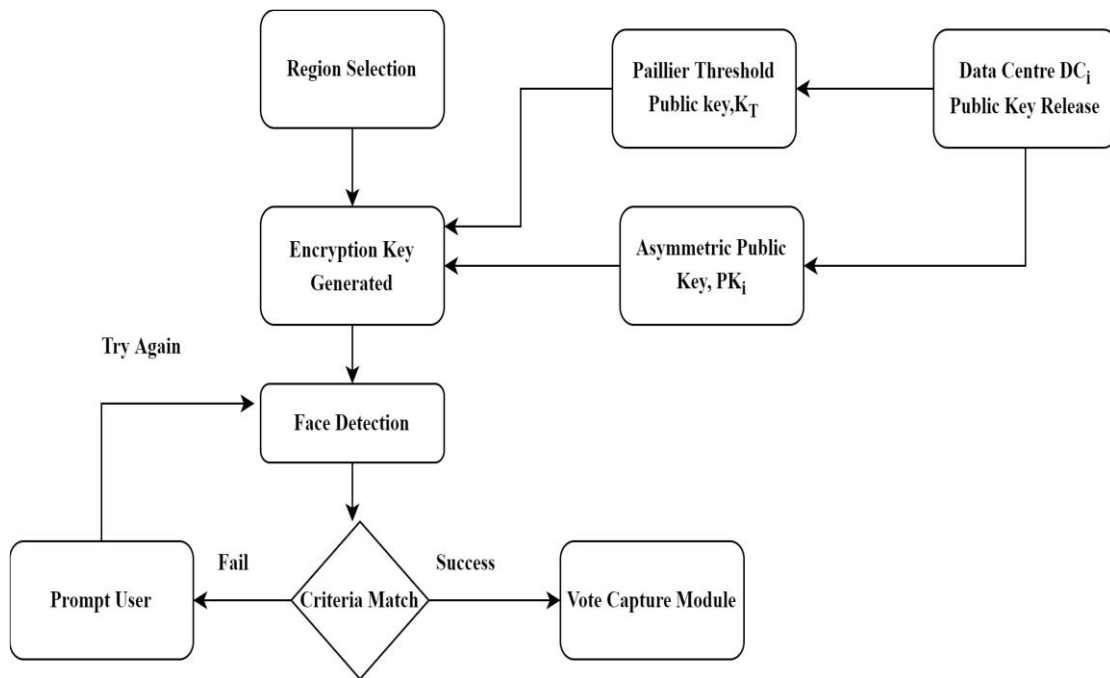 Region Selection
Paillier Threshold
Public key,K_T
Data Centre DC_i
Public Key Release
Encryption Key
Generated
Asymmetric Public
Key, PK_i
Try Again
Face Detection
Prompt User
Fail
Criteria Match
Success
Vote Capture Module